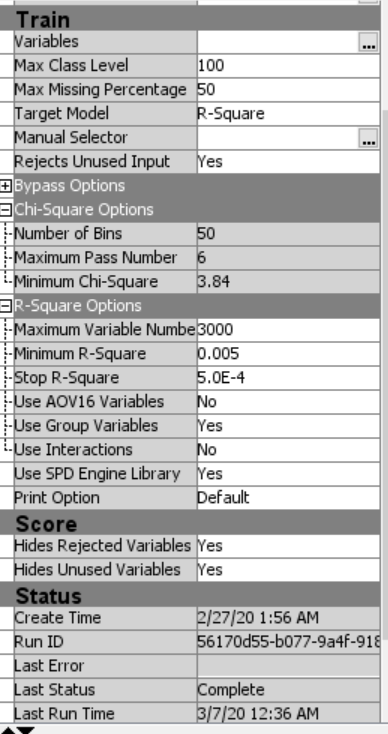 Train
Variables ...
Max Class Level 100
Max Missing Percentage 50
Target Model R-Square
Manual Selector ...
Rejects Unused Input Yes
Bypass Options
Chi-Square Options
Number of Bins 50
Maximum Pass Number 6
Minimum Chi-Square 3.84
R-Square Options
Maximum Variable Numbe 3000
Minimum R-Square 0.005
Stop R-Square 5.0E-4
Use AOV16 Variables No
Use Group Variables Yes
Use Interactions No
Use SPD Engine Library Yes
Print Option Default
Score
Hides Rejected Variables Yes
Hides Unused Variables Yes
Status
Create Time 2/27/20 1:56 AM
Run ID 56170d55-b077-9a4f-918
Last Error
Last Status Complete
Last Run Time 3/7/20 12:36 AM